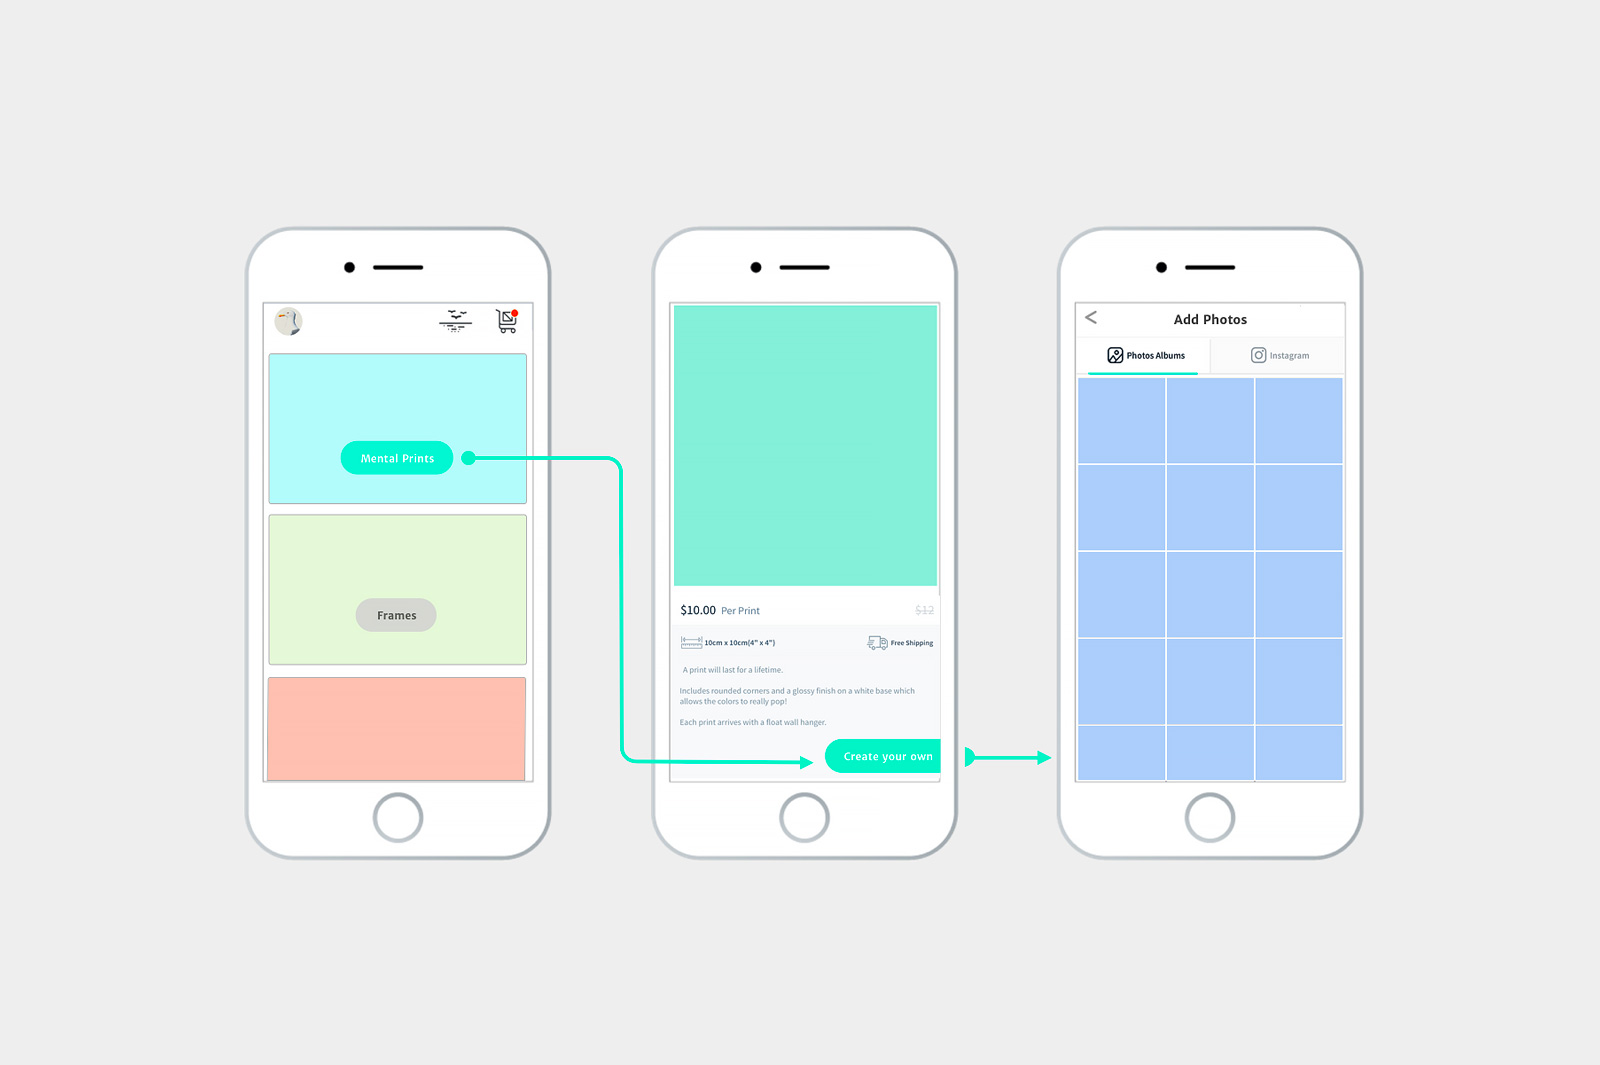 Mental Prints
Frames
$10.00 Per Print
$12
10cm x 10cm(4" x 4")
Free Shipping
A print will last for a lifetime.
Includes rounded corners and a glossy finish on a white base which
allows the colors to really pop!
Each print arrives with a float wall hanger.
Create your own
Add Photos
Photos Albums
Instagram